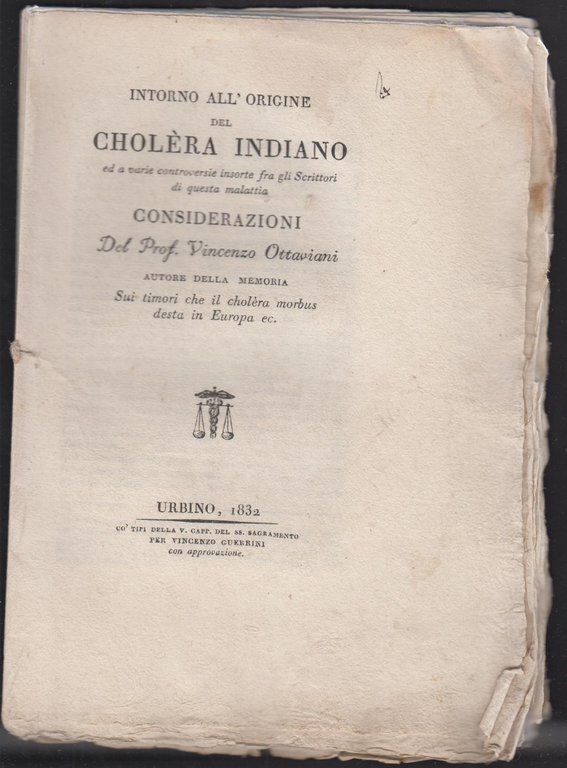 INTORNO ALL' ORIGINE
DEL
CHOLÈRA INDIANO
ed a varie controversie insorte fra gli Scrittori
di questa malattia
CONSIDERAZIONI
Del Prof. Vincenzo Ottaviani
AUTORE DELLA MEMORIA
Sui timori che il cholèra morbus
desta in Europa ec.
URBINO, 1832
CO' TIPI DELLA V. CAPP. DEL SS. SAGRAMENTO
PER VINCENZO GUERRINI
con approvazione.